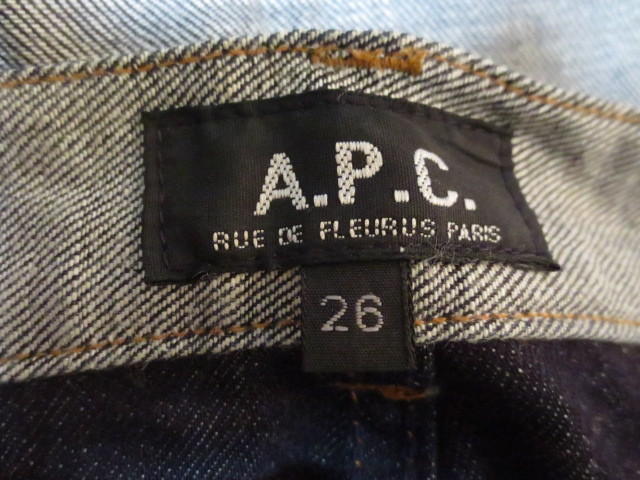 A.P.C.
RUE DE FLEURUS PARIS
26